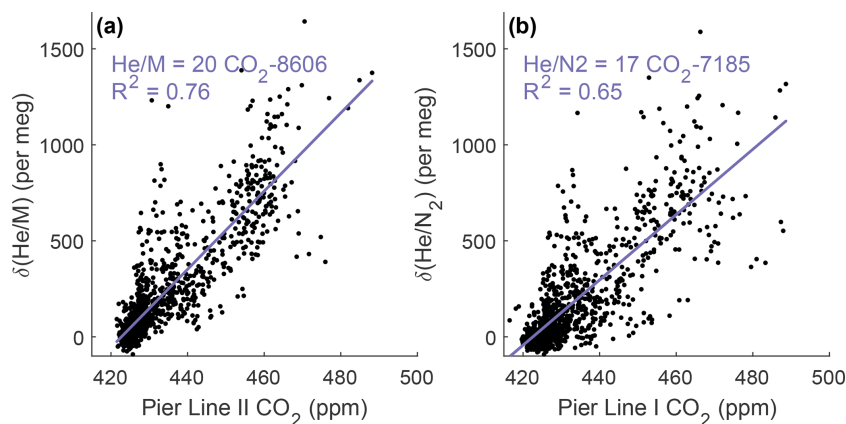 (a)
He/M = 20 CO2-8606
R2 = 0.76
1500
1000
500
0
δ(He/M) (per meg)
420 440 460 480 500
Pier Line II CO2 (ppm)
(b)
He/N2 = 17 CO2-7185
R2 = 0.65
1500
1000
500
0
δ(He/N2) (per meg)
420 440 460 480 500
Pier Line I CO2 (ppm)